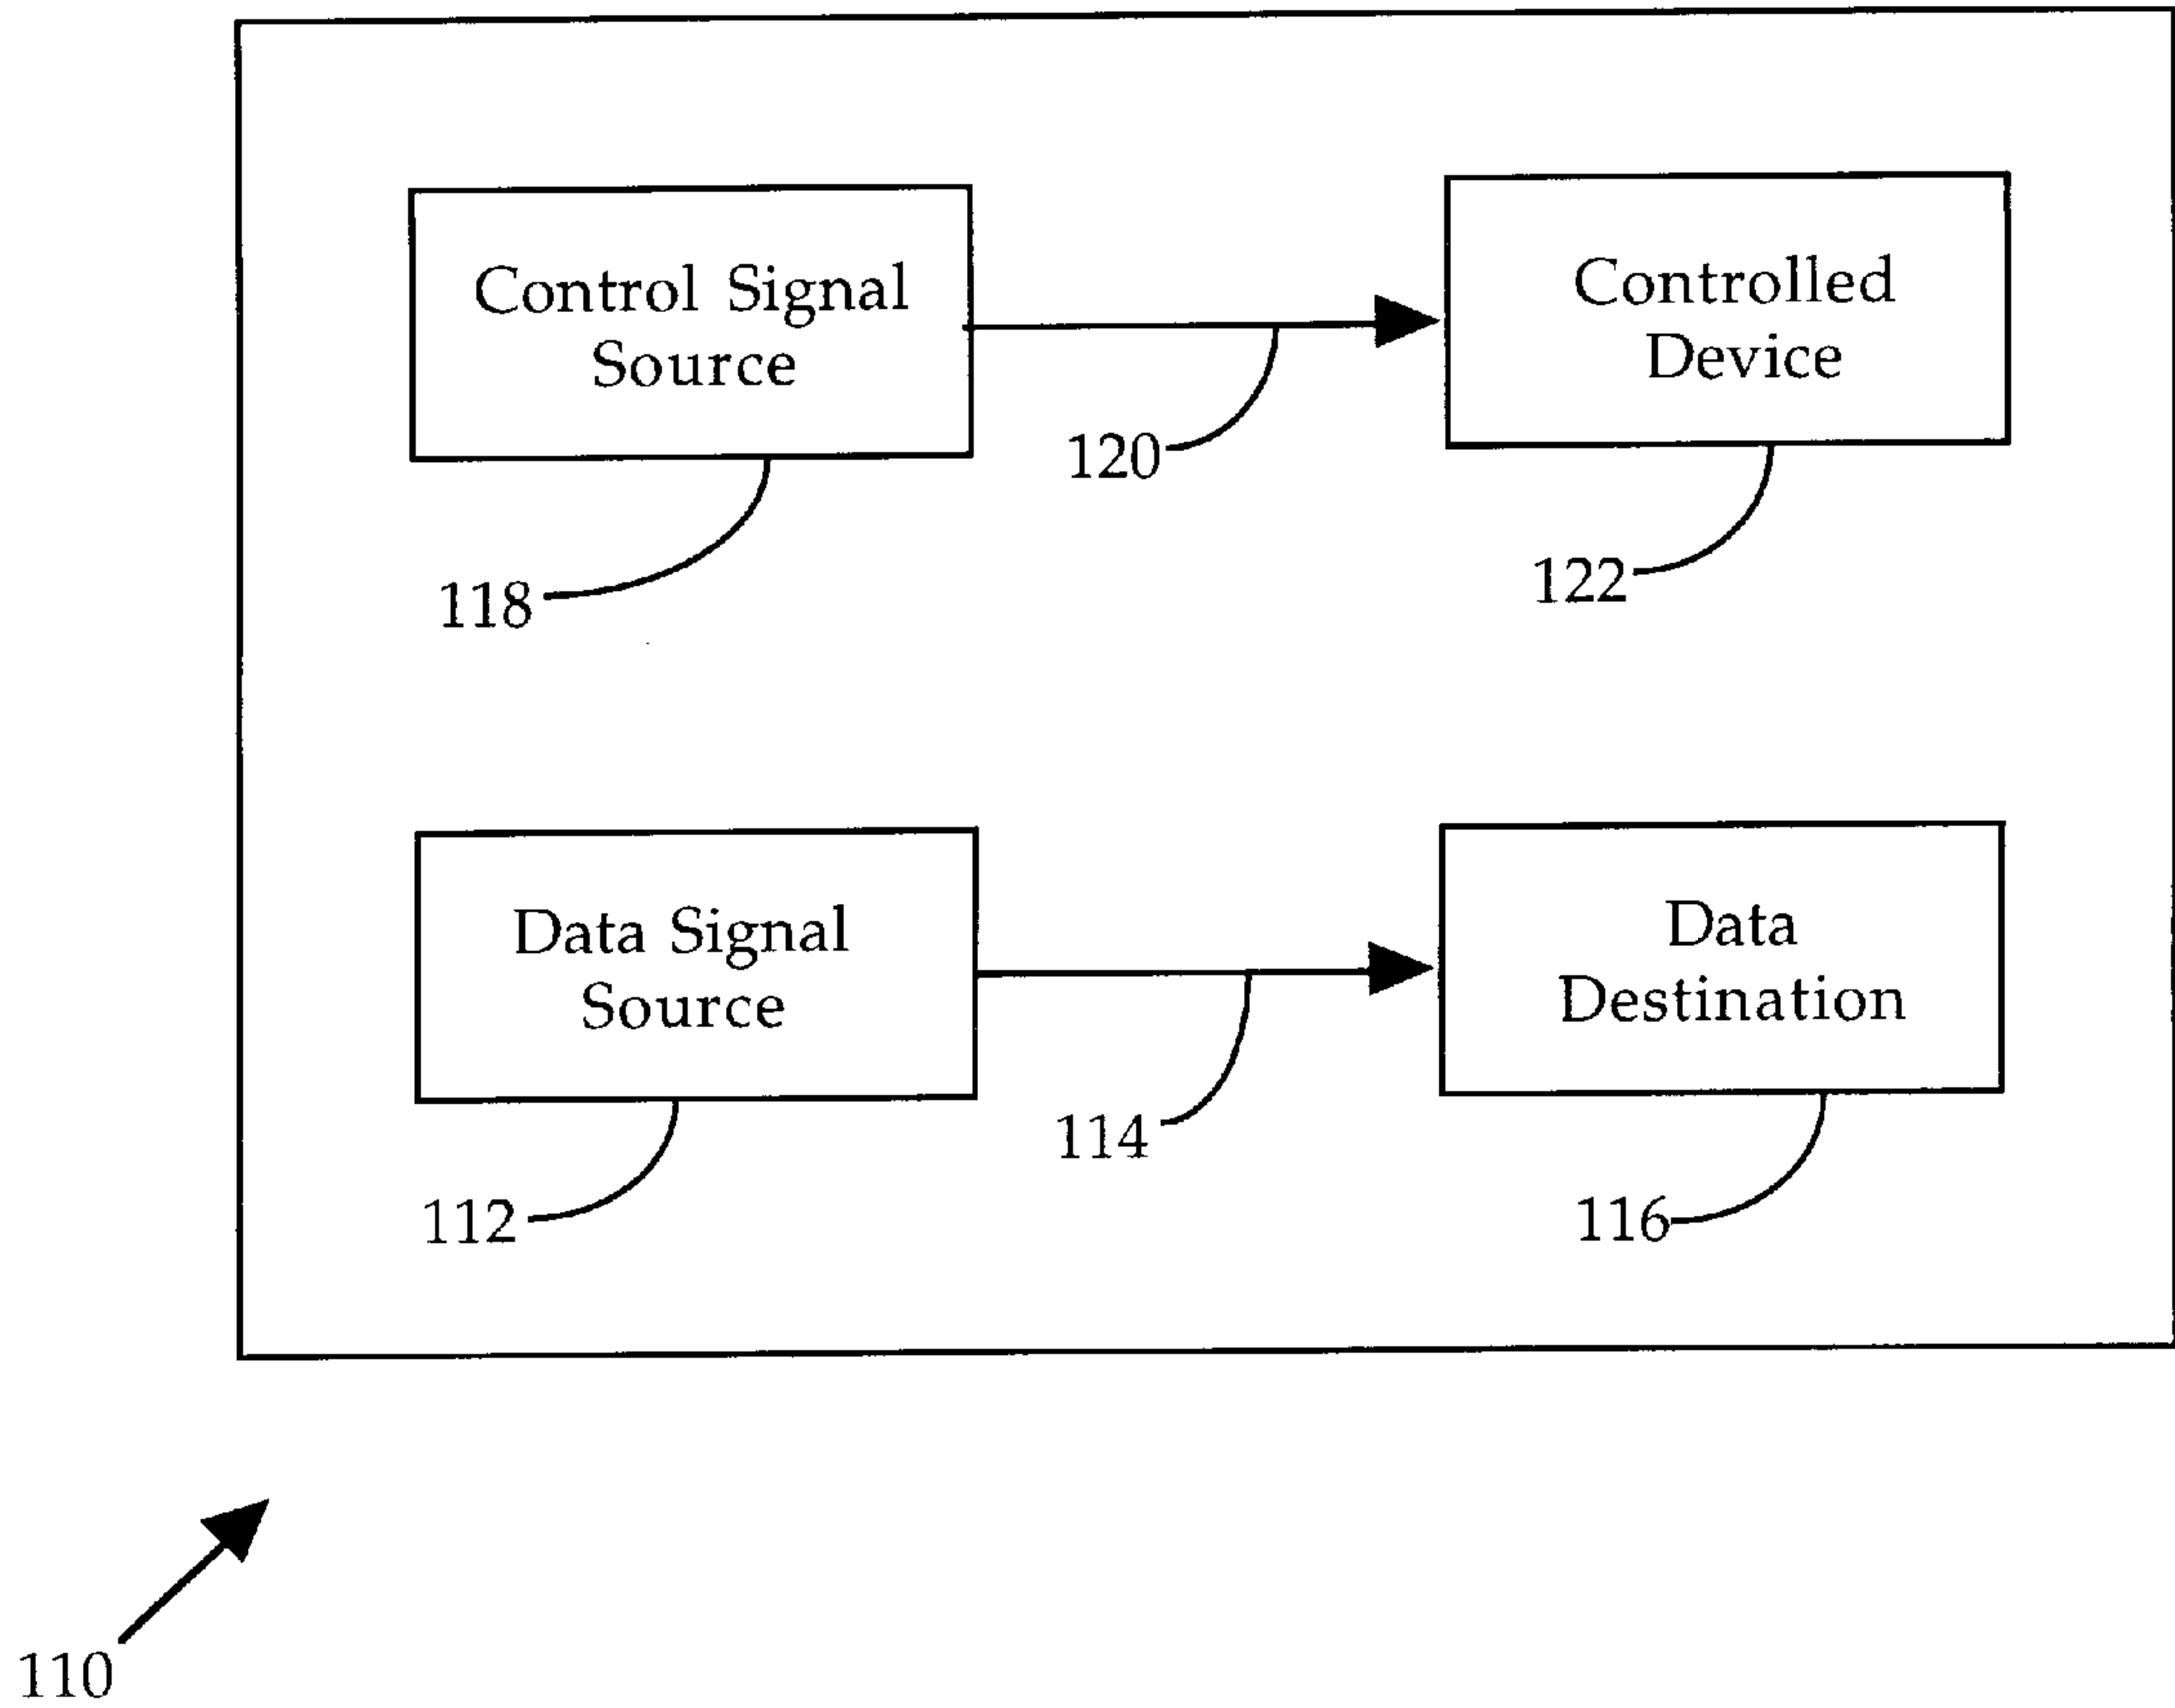 Control Signal
Source
Controlled
Device
120
118
122
Data Signal
Source
Data
Destination
114
112
116
110